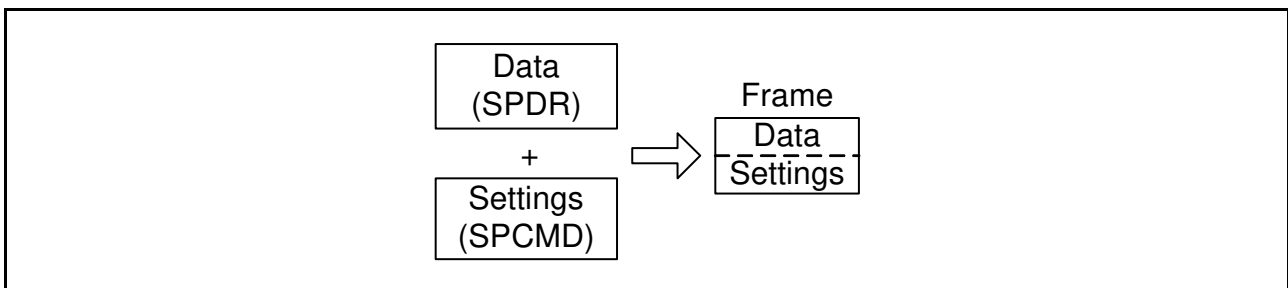 Data
(SPDR)
+
Settings
(SPCMD)
Frame
Data
Settings